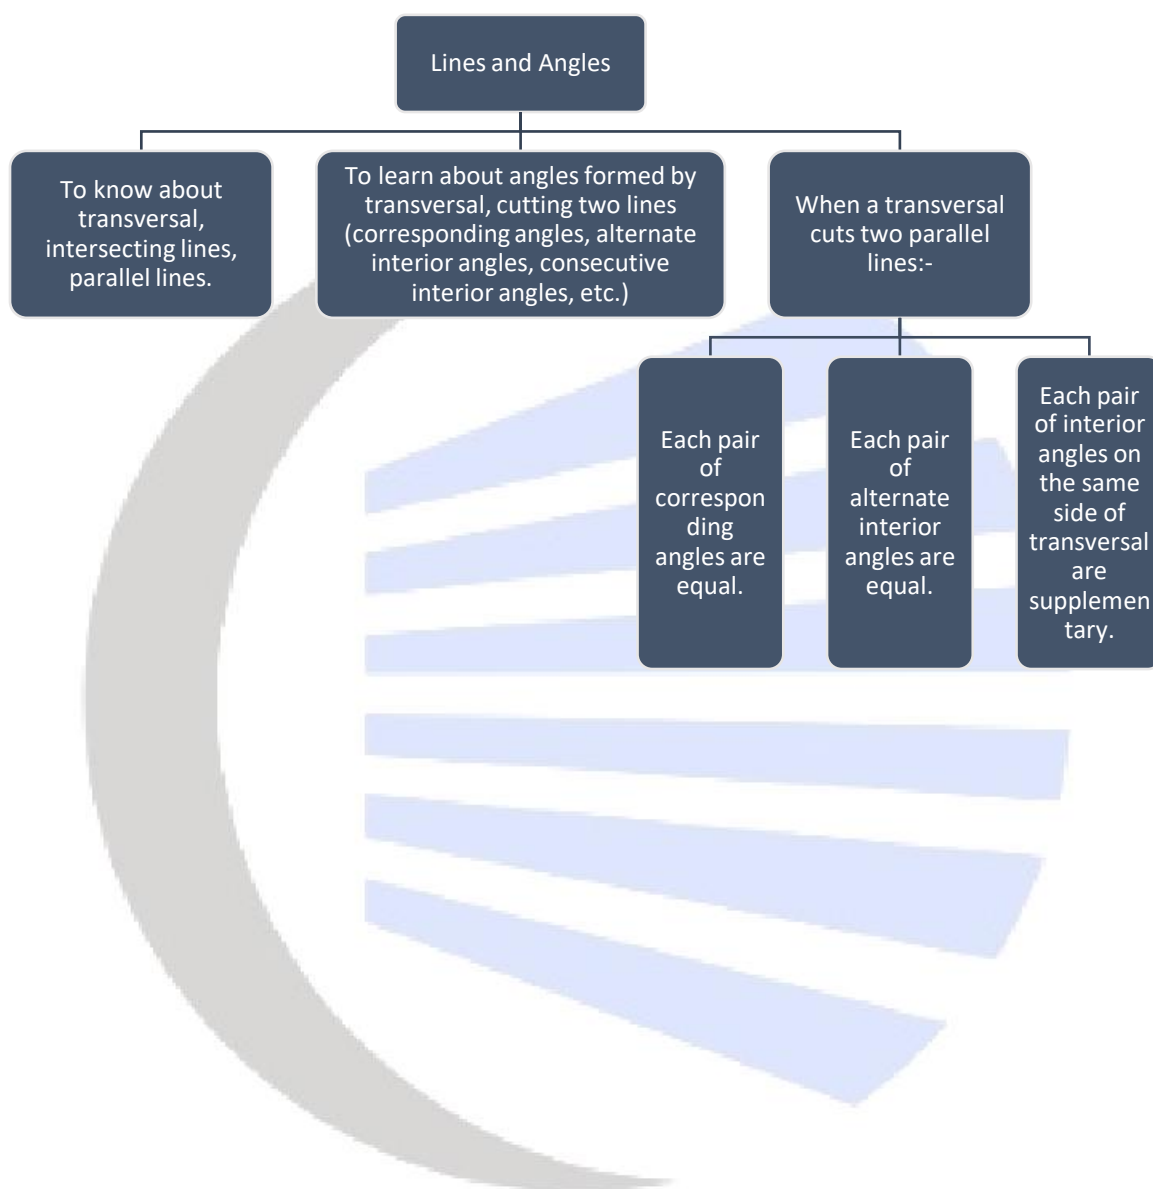 Lines and Angles
To know about
transversal,
intersecting lines,
parallel lines.
To learn about angles formed by
transversal, cutting two lines
(corresponding angles, alternate
interior angles, consecutive
interior angles, etc.)
When a transversal
cuts two parallel
lines:-
Each pair
of
correspon
ding
angles are
equal.
Each pair
of
alternate
interior
angles are
equal.
Each pair
of interior
angles on
the same
side of
transversal
are
supplemen
tary.